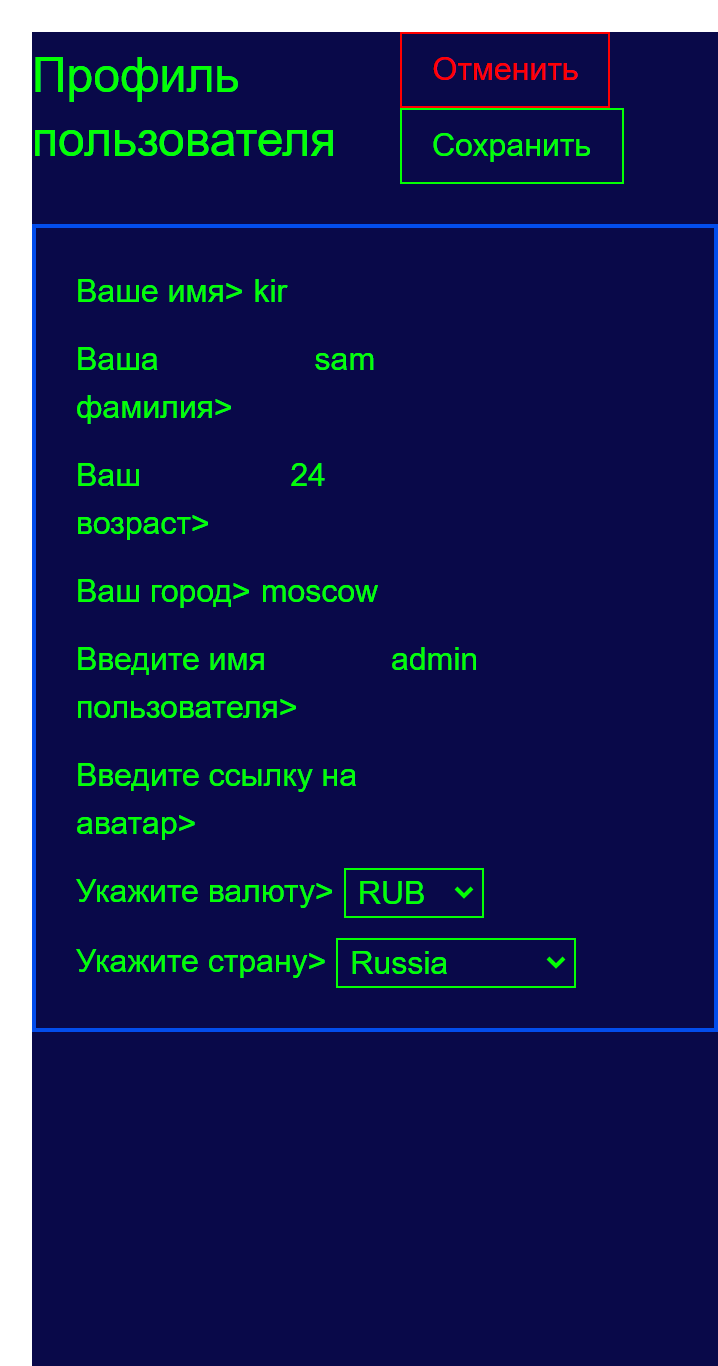 Профиль
пользователя
Отменить
Сохранить
Ваше имя> kir
Ваша sam
фамилия>
Ваш 24
возраст>
Ваш город> moscow
Введите имя admin
пользователя>
Введите ссылку на
аватар>
Укажите валюту> RUB
Укажите страну> Russia